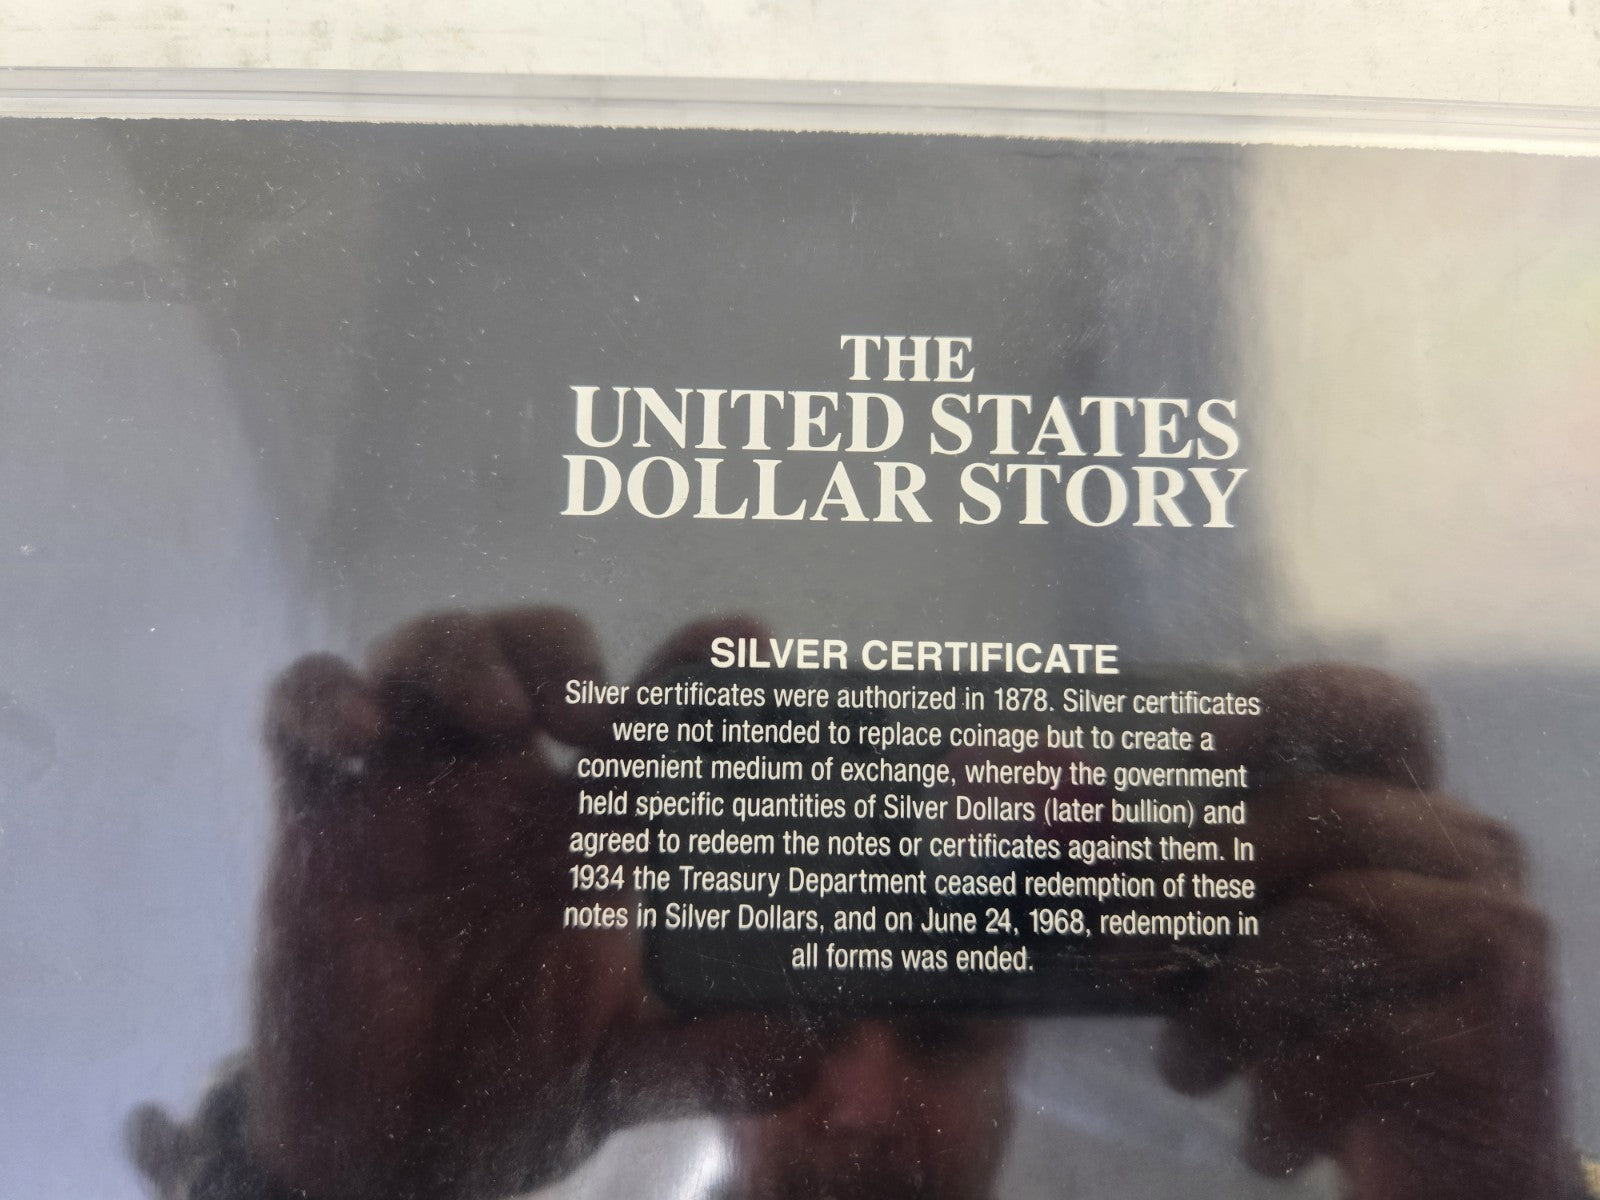 THE
UNITED STATES
DOLLAR STORY
SILVER CERTIFICATE
Silver certificates were authorized in 1878. Silver certificates
were not intended to replace coinage but to create a
convenient medium of exchange, whereby the government
held specific quantities of Silver Dollars (later bullion) and
agreed to redeem the notes or certificates against them. In
1934 the Treasury Department ceased redemption of these
notes in Silver Dollars, and on June 24, 1968, redemption in
all forms was ended.